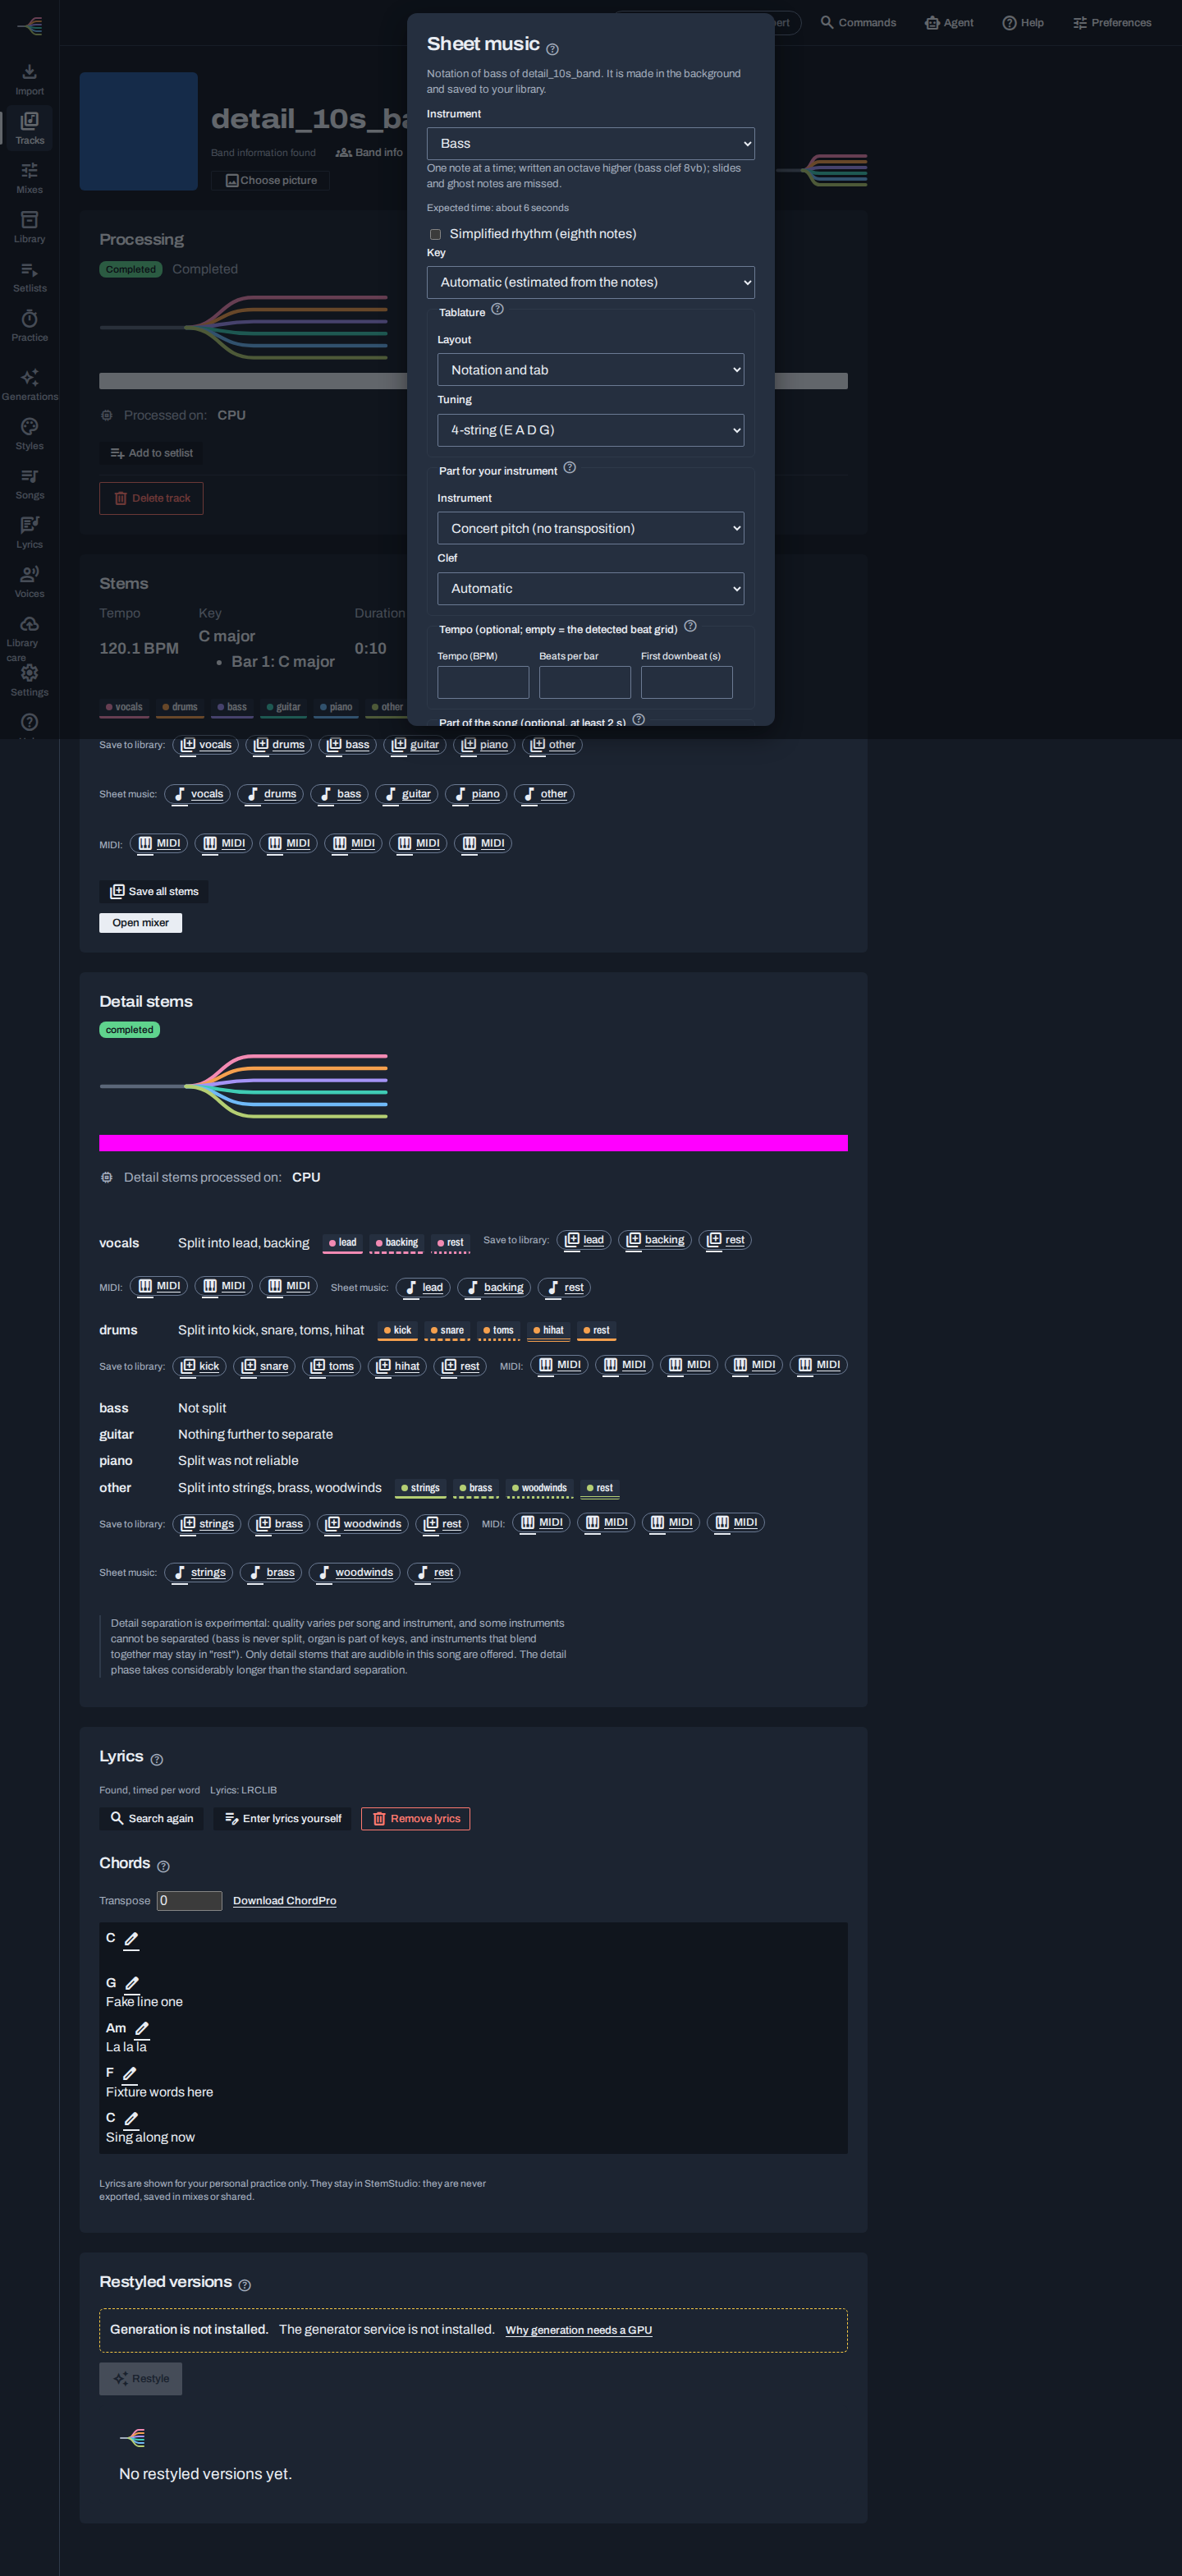 Import
Tracks
Mixes
Library
Setlists
Practice
Generations
Styles
Songs
Lyrics
Voices
Library care
Settings
Commands
Agent
Help
Preferences
Band information found
Band info
Choose picture
Processing
Completed
Completed
Processed on: CPU
Add to setlist
Delete track
Stems
Tempo
Key
Duration
120.1 BPM
C major
Bar 1: C major
0:10
vocals drums bass guitar piano other
Sheet music
Notation of bass of detail_10s_band. It is made in the background
and saved to your library.
Instrument
Bass
One note at a time; written an octave higher (bass clef 8vb); slides
and ghost notes are missed.
Expected time: about 6 seconds
Simplified rhythm (eighth notes)
Key
Automatic (estimated from the notes)
Tablature
Layout
Notation and tab
Tuning
4-string (E A D G)
Part for your instrument
Instrument
Concert pitch (no transposition)
Clef
Automatic
Tempo (optional; empty = the detected beat grid)
Tempo (BPM) Beats per bar First downbeat (s)
Part of the song (optional, at least 2 s)
Save to library: vocals drums bass guitar piano other
Sheet music: vocals drums bass guitar piano other
MIDI: MIDI MIDI MIDI MIDI MIDI MIDI
Save all stems
Open mixer
Detail stems
completed
Detail stems processed on: CPU
vocals Split into lead, backing lead backing rest Save to library: lead backing rest
MIDI: MIDI MIDI MIDI Sheet music: lead backing rest
drums Split into kick, snare, toms, hihat kick snare toms hihat rest
Save to library: kick snare toms hihat rest MIDI: MIDI MIDI MIDI MIDI MIDI
bass Not split
guitar Nothing further to separate
piano Split was not reliable
other Split into strings, brass, woodwinds strings brass woodwinds rest
Save to library: strings brass woodwinds rest MIDI: MIDI MIDI MIDI MIDI
Sheet music: strings brass woodwinds rest
Detail separation is experimental: quality varies per song and instrument, and some instruments
cannot be separated (bass is never split, organ is part of keys, and instruments that blend
together may stay in "rest"). Only detail stems that are audible in this song are offered. The detail
phase takes considerably longer than the standard separation.
Lyrics
Found, timed per word Lyrics: LRCLIB
Search again Enter lyrics yourself Remove lyrics
Chords
Transpose 0 Download ChordPro
C
G
Fake line one
Am
La la la
F
Fixture words here
C
Sing along now
Lyrics are shown for your personal practice only. They stay in StemStudio: they are never
exported, saved in mixes or shared.
Restyled versions
Generation is not installed. The generator service is not installed. Why generation needs a GPU
Restyle
No restyled versions yet.